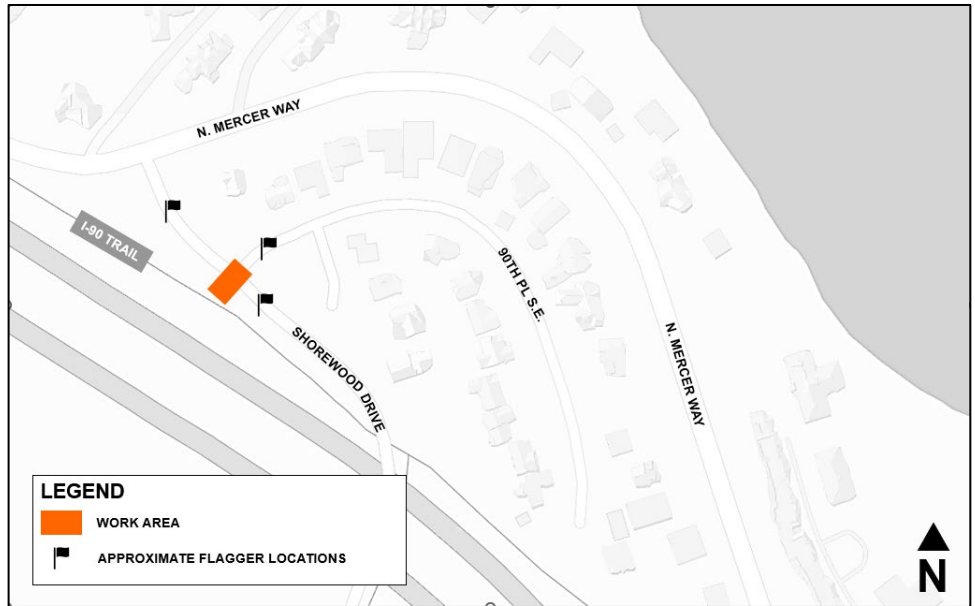 N. MERCER WAY
I-90 TRAIL
90TH PL S.E.
SHOREWOOD DRIVE
N. MERCER WAY
LEGEND
WORK AREA
APPROXIMATE FLAGGER LOCATIONS
N